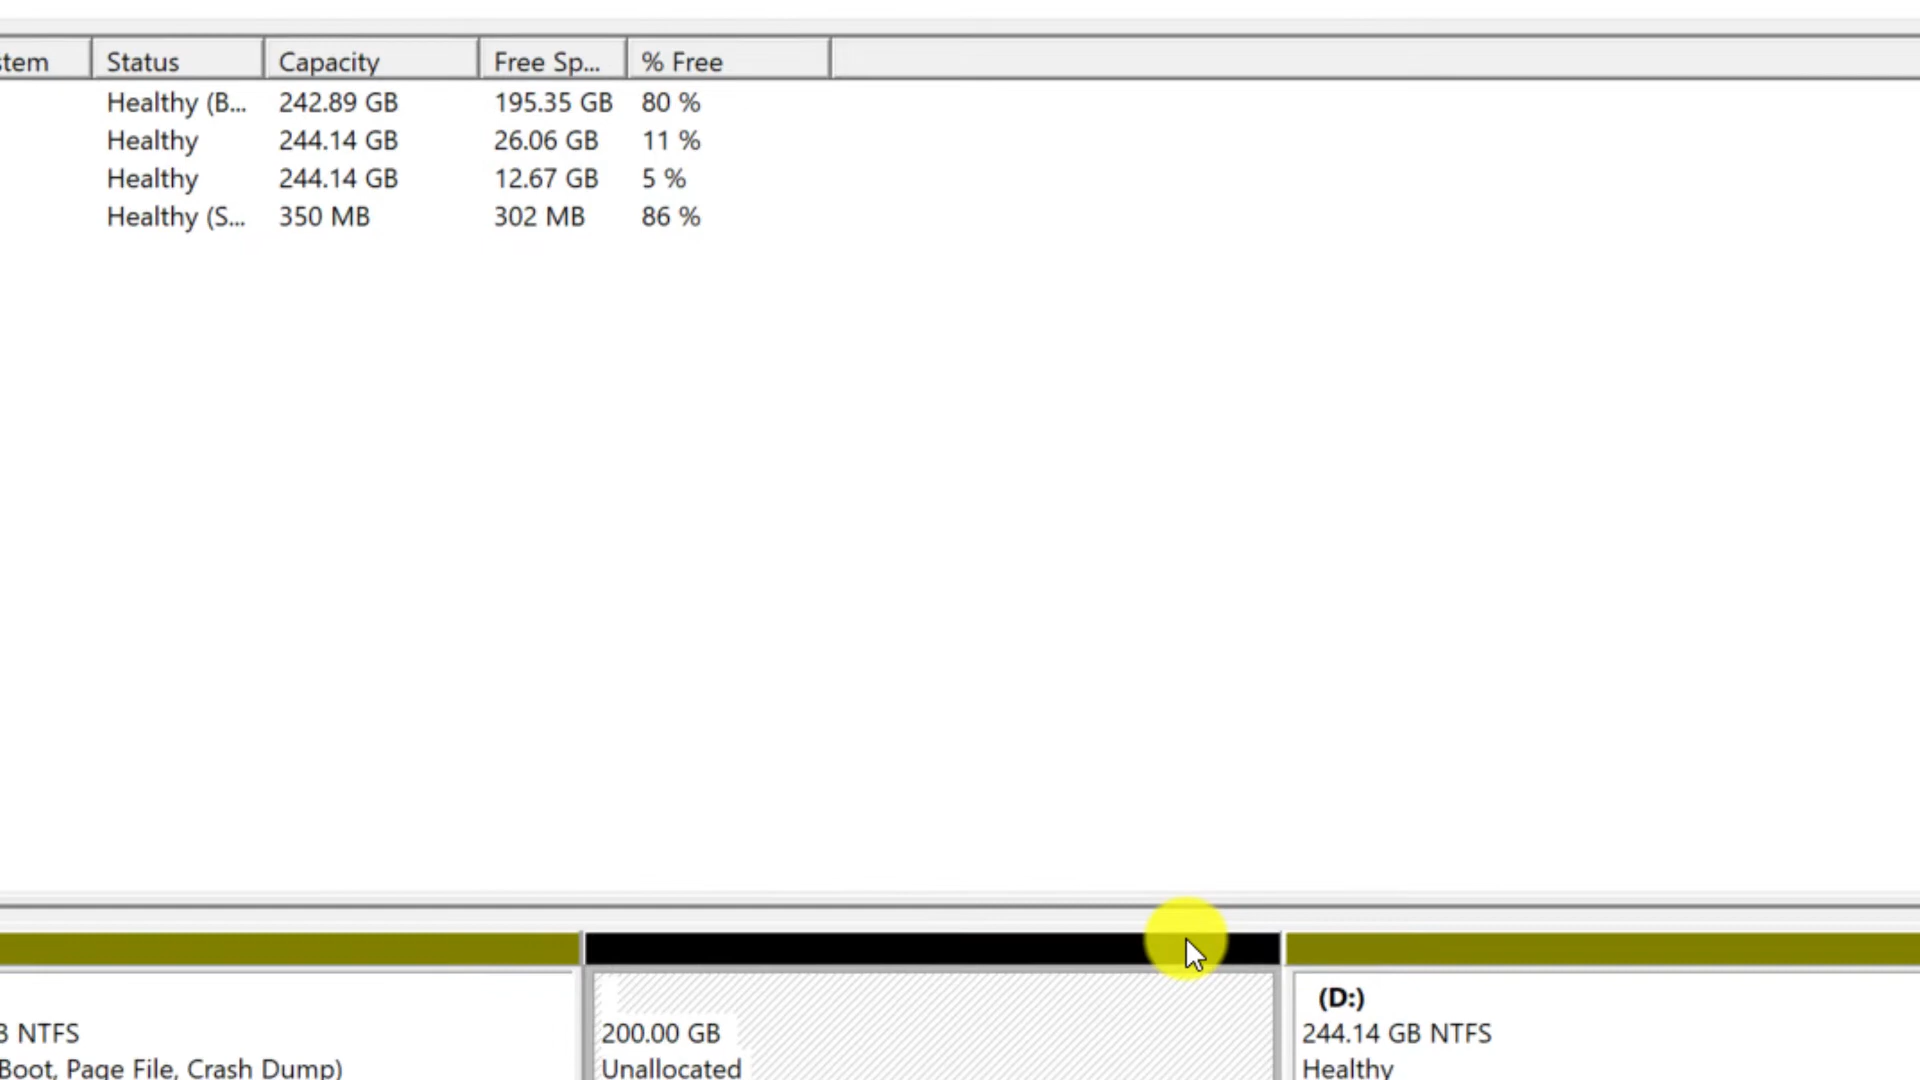 stem Status Capacity Free Sp... % Free
Healthy (B... 242.89 GB 195.35 GB 80 %
Healthy 244.14 GB 26.06 GB 11 %
Healthy 244.14 GB 12.67 GB 5 %
Healthy (S... 350 MB 302 MB 86 %
(D:)
B NTFS 200.00 GB 244.14 GB NTFS
Boot, Page File, Crash Dump) Unallocated Healthy